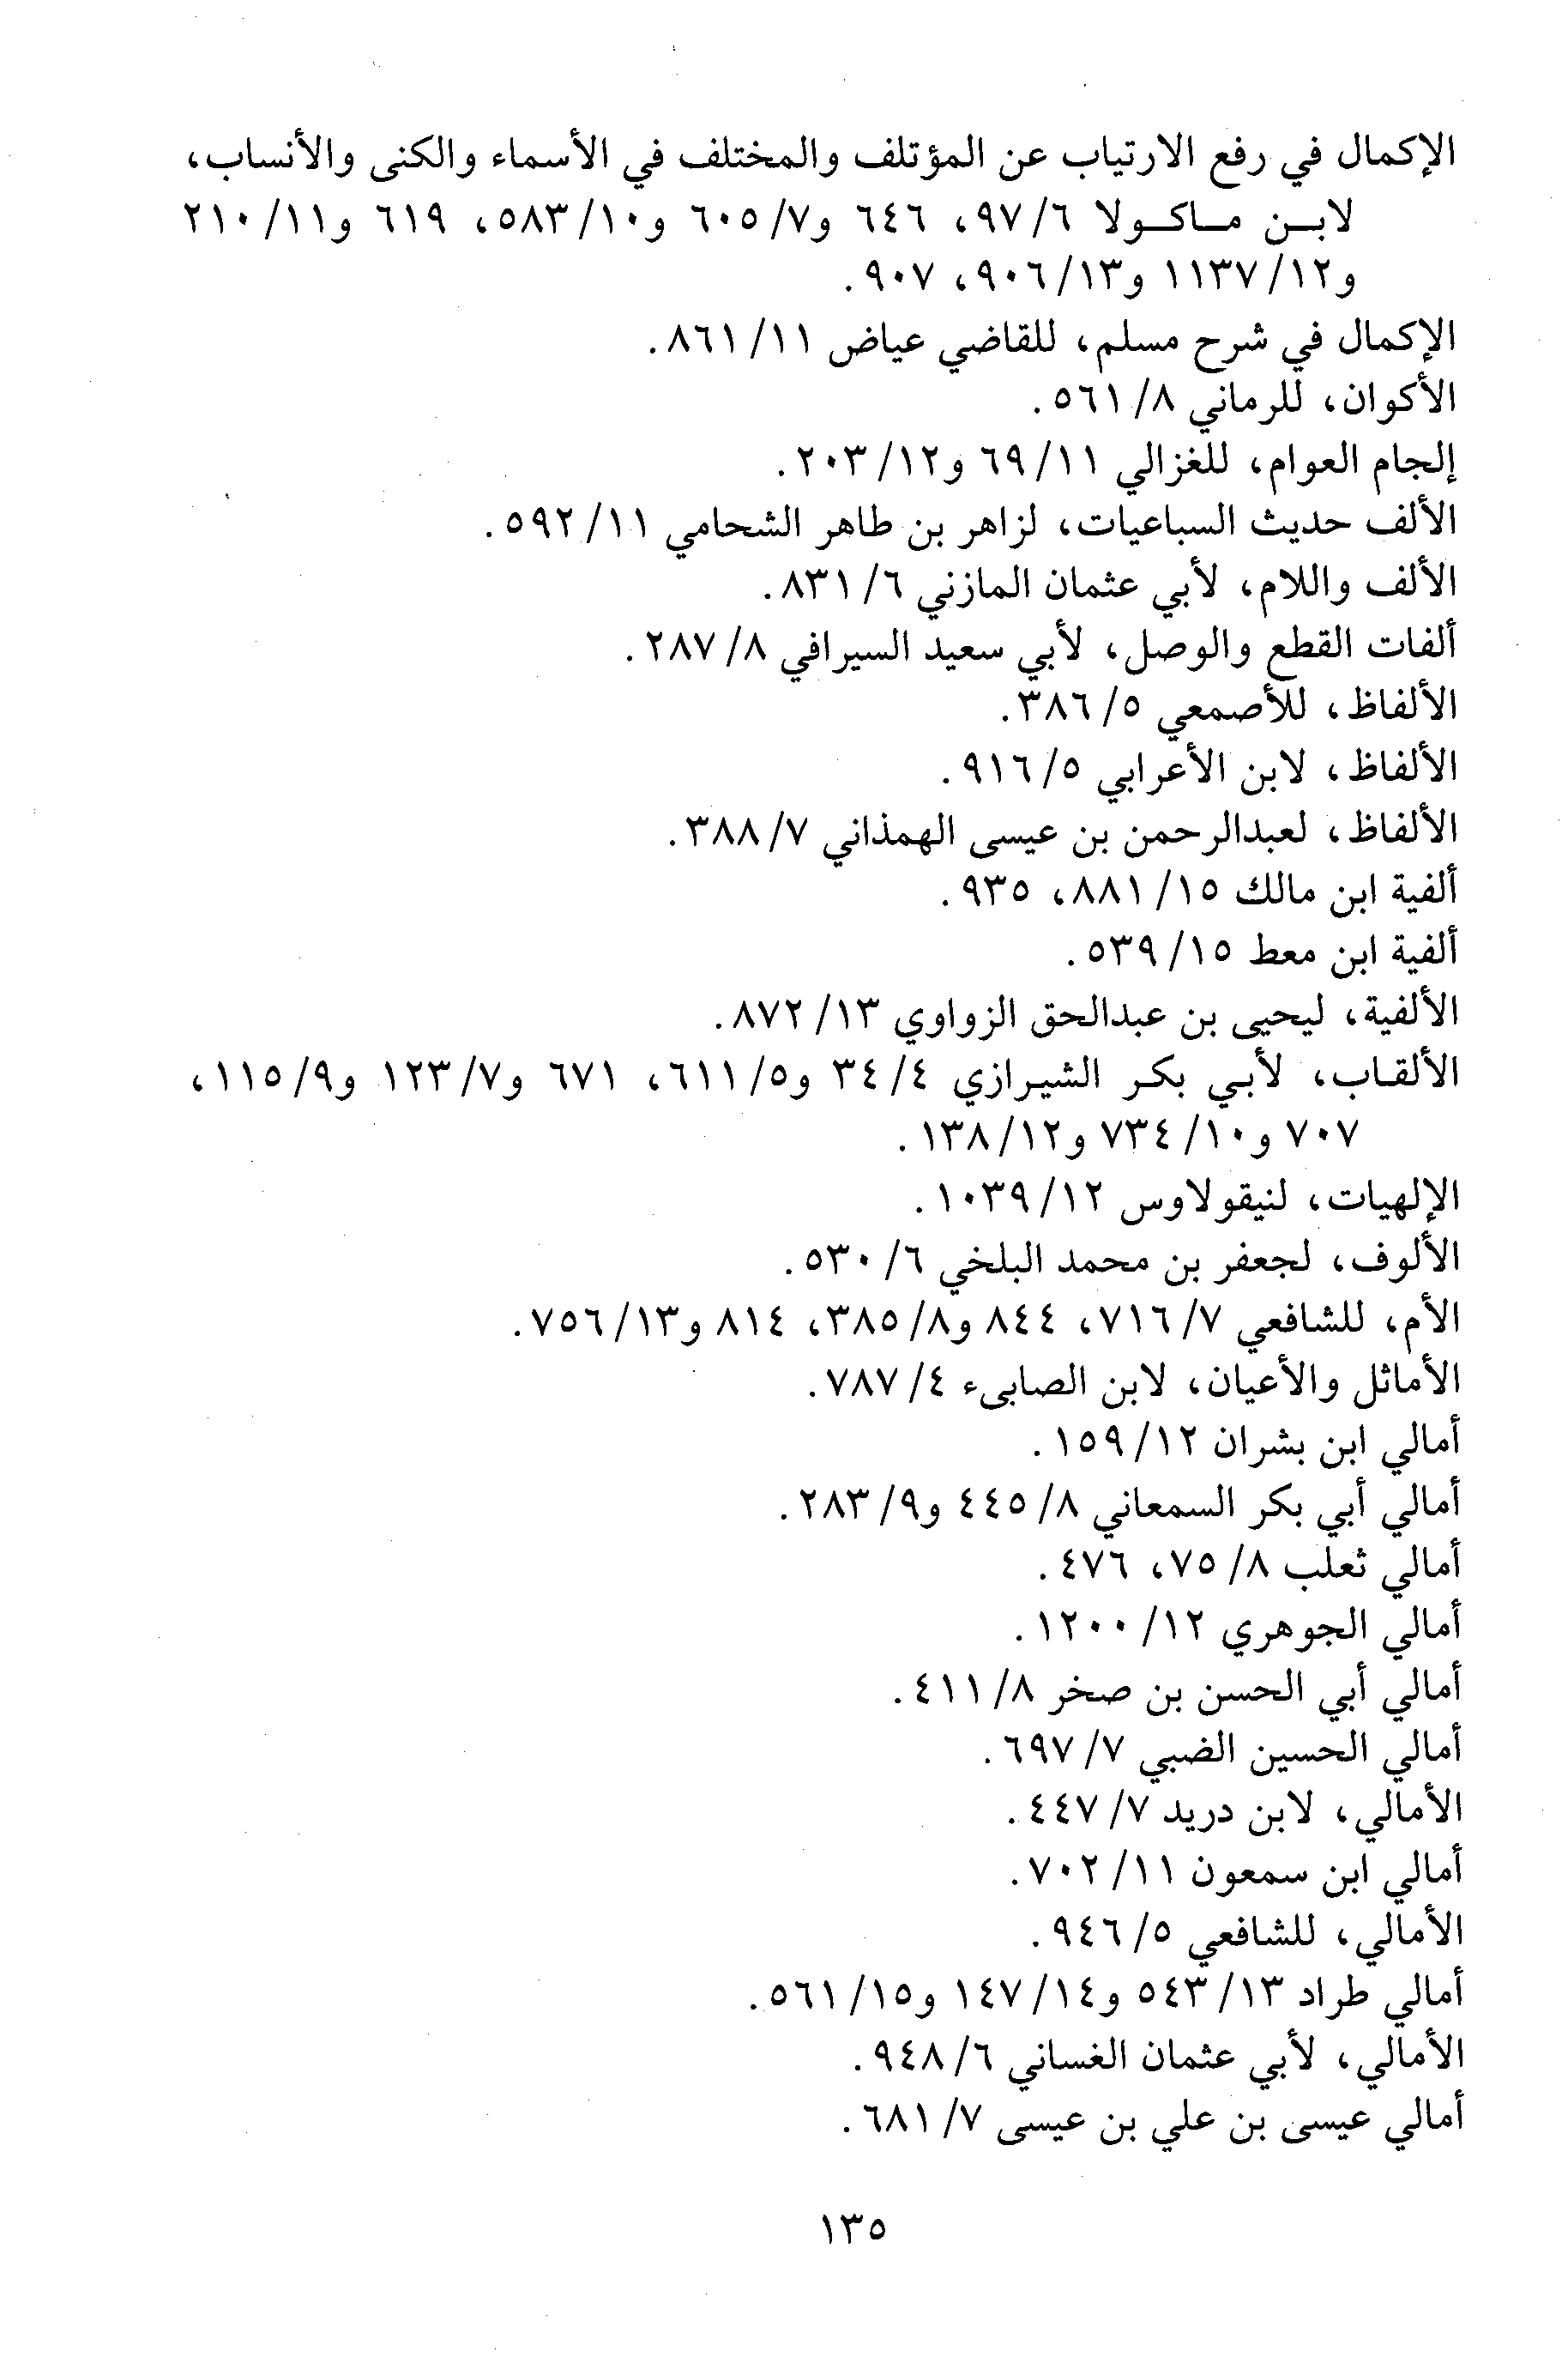 الإكمال في رفع الارتياب عن المؤتلف والمختلف في الأسماء والكنى والأنساب،
لابن ماكولا ٦/ ٩٧، ٦٤٦ و٧/ ٦٠٥ و١٠/ ٥٨٣، ٦١٩ و١١/ ٢١٠
و١٢/ ١١٣٧ و١٣/ ٩٠٦، ٩٠٧.
الإكمال في شرح مسلم، للقاضي عياض ١١/ ٨٦١.
الأكوان، للرماني ٨/ ٥٦١.
إلجام العوام، للغزالي ١١/ ٦٩ و١٢/ ٢٠٣.
الألف حديث السباعيات، لزاهر بن طاهر الشحامي ١١/ ٥٩٢.
الألف واللام، لأبي عثمان المازني ٦/ ٨٣١.
ألفات القطع والوصل، لأبي سعيد السيرافي ٨/ ٢٨٧.
الألفاظ، للأصمعي ٥/ ٣٨٦.
الألفاظ، لابن الأعرابي ٥/ ٩١٦.
الألفاظ، لعبدالرحمن بن عيسى الهمذاني ٧/ ٣٨٨.
ألفية ابن مالك ١٥/ ٨٨١، ٩٣٥.
ألفية ابن معط ١٥/ ٥٣٩.
الألفية، ليحيى بن عبدالحق الزواوي ١٣/ ٨٧٢.
الألقاب، لأبي بكر الشيرازي ٤/ ٣٤ و٥/ ٦١١، ٦٧١ و٧/ ١٢٣ و٩/ ١١٥،
٧٠٧ و١٠/ ٧٣٤ و١٢/ ١٣٨.
الإلهيات، لنيقولاوس ١٢/ ١٠٣٩.
الألوف، لجعفر بن محمد البلخي ٦/ ٥٣٠.
الأم، للشافعي ٧/ ٧١٦، ٨٤٤ و٨/ ٣٨٥، ٨١٤ و١٣/ ٧٥٦.
الأماثل والأعيان، لابن الصابىء ٤/ ٧٨٧.
أمالي ابن بشران ١٢/ ١٥٩.
أمالي أبي بكر السمعاني ٨/ ٤٤٥ و٩/ ٢٨٣.
أمالي ثعلب ٨/ ٧٥، ٤٧٦.
أمالي الجوهري ١٢/ ١٢٠٠.
أمالي أبي الحسن بن صخر ٨/ ٤١١.
أمالي الحسين الضبي ٧/ ٦٩٧.
الأمالي، لابن دريد ٧/ ٤٤٧.
أمالي ابن سمعون ١١/ ٧٠٢.
الأمالي، للشافعي ٥/ ٩٤٦.
أمالي طراد ١٣/ ٥٤٣ و١٤/ ١٤٧ و١٥/ ٥٦١.
الأمالي، لأبي عثمان الغساني ٦/ ٩٤٨.
أمالي عيسى بن علي بن عيسى ٧/ ٦٨١.
١٣٥